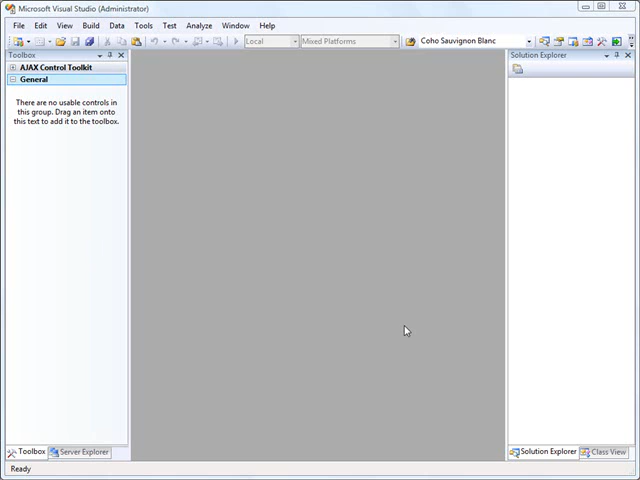 Microsoft Visual Studio (Administrator)
File Edit View Build Data Tools Test Analyze Window Help
Local Mixed Platforms Coho Sauvignon Blanc
Toolbox
AJAX Control Toolkit
General
There are no usable controls in
this group. Drag an item onto
this text to add it to the toolbox.
Solution Explorer
Toolbox Server Explorer
Solution Explorer Class View
Ready